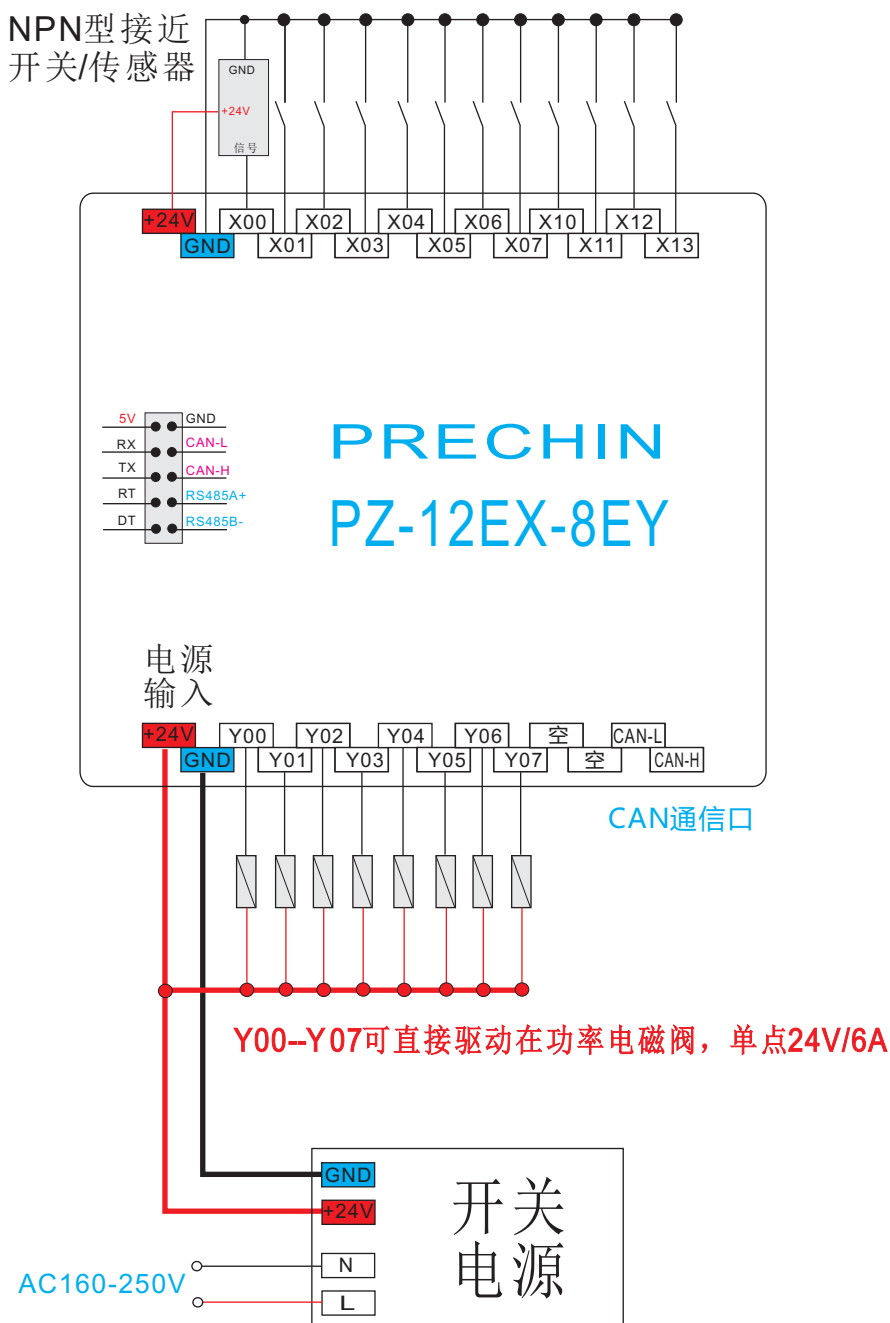 NPN型接近
开关/传感器
GND
+24V
信号
+24V X00 X02 X04 X06 X10 X12
GND X01 X03 X05 X07 X11 X13
5V GND
RX CAN-L
TX CAN-H
RT RS485A+
DT RS485B-
PRECHIN
PZ-12EX-8EY
电源
输入
+24V Y00 Y02 Y04 Y06 空 CAN-L
GND Y01 Y03 Y05 Y07 空 CAN-H
CAN通信口
Y00--Y07可直接驱动在功率电磁阀，单点24V/6A
GND
+24V
开关
电源
N
L
AC160-250V